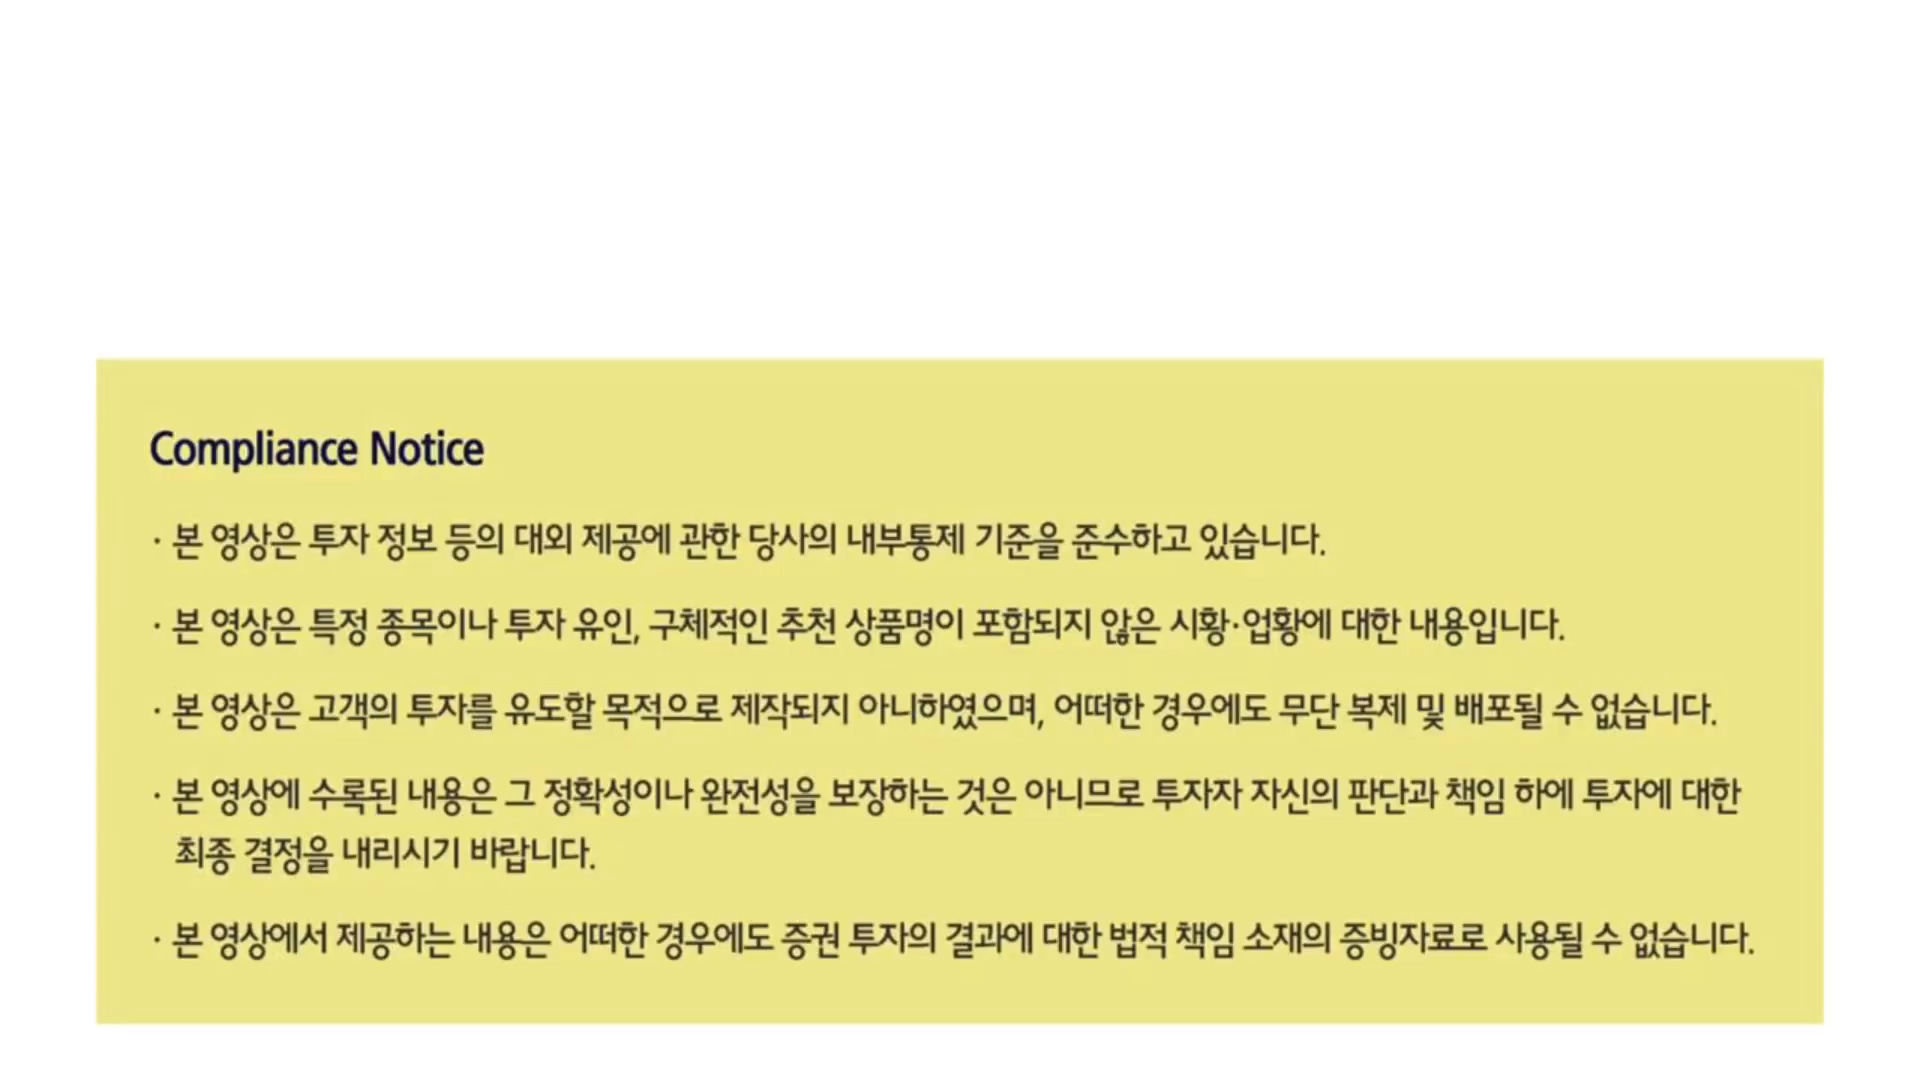 Compliance Notice
· 본 영상은 투자 정보 등의 대외 제공에 관한 당사의 내부통제 기준을 준수하고 있습니다.
· 본 영상은 특정 종목이나 투자 유인, 구체적인 추천 상품명이 포함되지 않은 시황·업황에 대한 내용입니다.
· 본 영상은 고객의 투자를 유도할 목적으로 제작되지 아니하였으며, 어떠한 경우에도 무단 복제 및 배포될 수 없습니다.
· 본 영상에 수록된 내용은 그 정확성이나 완전성을 보장하는 것은 아니므로 투자자 자신의 판단과 책임 하에 투자에 대한
최종 결정을 내리시기 바랍니다.
· 본 영상에서 제공하는 내용은 어떠한 경우에도 증권 투자의 결과에 대한 법적 책임 소재의 증빙자료로 사용될 수 없습니다.